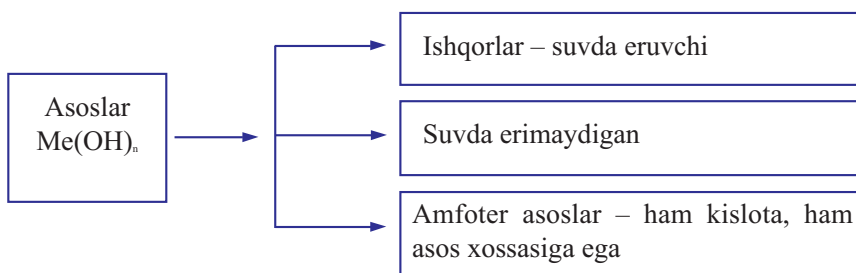 Asoslar
Me(OH)ₙ
Ishqorlar – suvda eruvchi
Suvda erimaydigan
Amfoter asoslar – ham kislota, ham
asos xossasiga ega